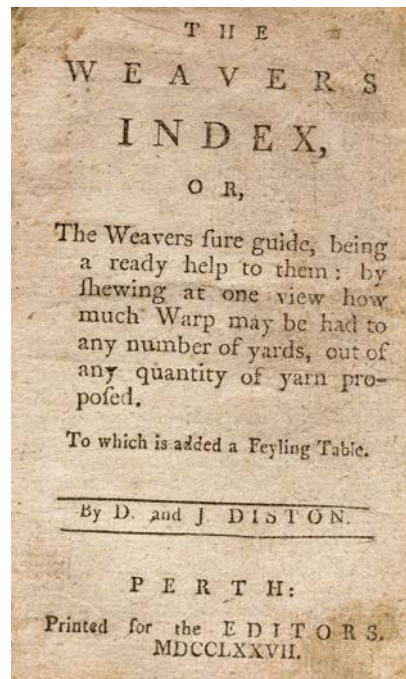 THE
WEAVERS
INDEX,
OR,
The Weavers ſure guide, being
a ready help to them: by
ſhewing at one view how
much Warp may be had to
any number of yards, out of
any quantity of yarn pro-
poſed.
To which is added a Feyling Table.
By D. and J. DISTON.
PERTH:
Printed for the EDITORS.
MDCCLXXVII.